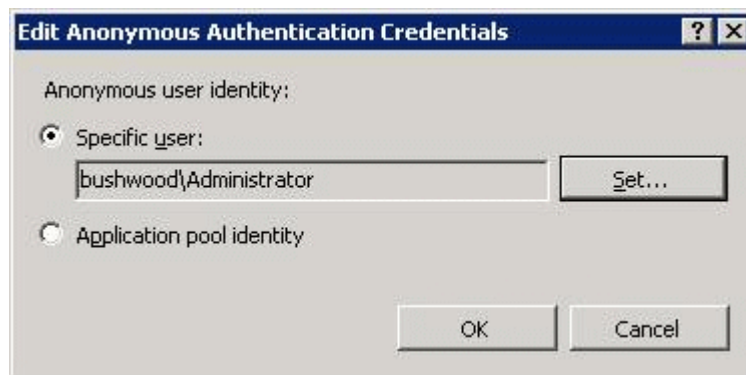 Edit Anonymous Authentication Credentials
Anonymous user identity:
Specific user:
bushwood\Administrator
Set...
Application pool identity
OK
Cancel